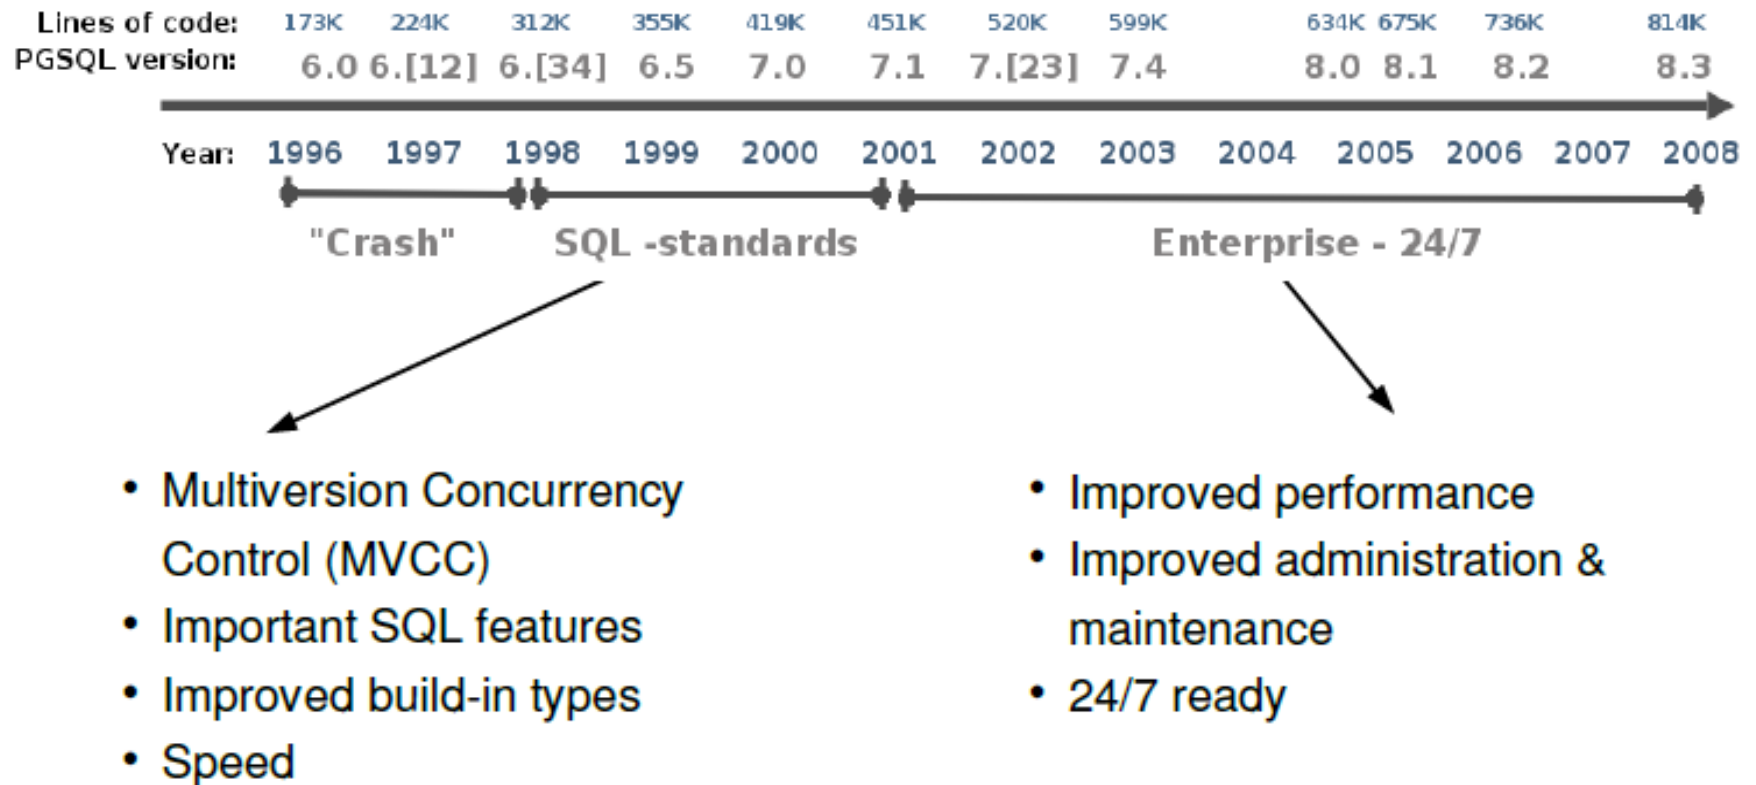 Lines of code: 173K 224K 312K 355K 419K 451K 520K 599K 634K 675K 736K 814K
PGSQL version: 6.0 6.[12] 6.[34] 6.5 7.0 7.1 7.[23] 7.4 8.0 8.1 8.2 8.3
Year: 1996 1997 1998 1999 2000 2001 2002 2003 2004 2005 2006 2007 2008
"Crash" SQL -standards Enterprise - 24/7
• Multiversion Concurrency
Control (MVCC)
• Important SQL features
• Improved build-in types
• Speed
• Improved performance
• Improved administration &
maintenance
• 24/7 ready